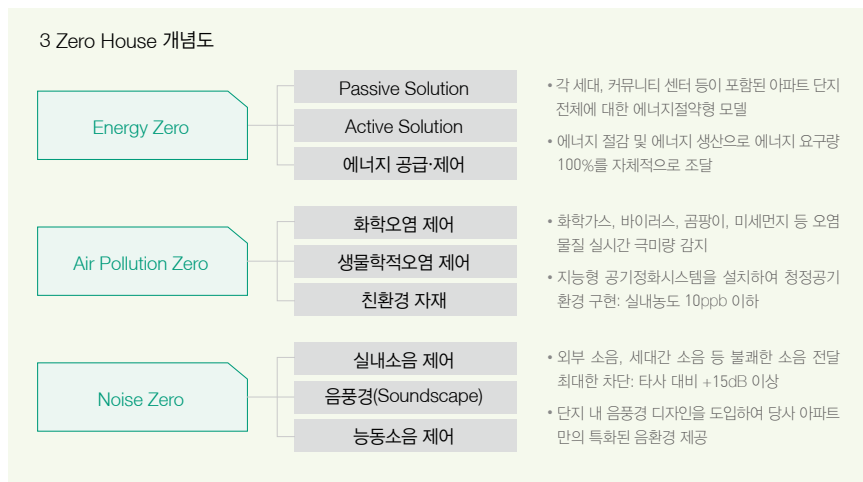 3 Zero House 개념도
Energy Zero
Passive Solution
Active Solution
에너지 공급·제어
• 각 세대, 커뮤니티 센터 등이 포함된 아파트 단지
전체에 대한 에너지절약형 모델
• 에너지 절감 및 에너지 생산으로 에너지 요구량
100%를 자체적으로 조달
Air Pollution Zero
화학오염 제어
생물학적오염 제어
친환경 자재
• 화학가스, 바이러스, 곰팡이, 미세먼지 등 오염
물질 실시간 극미량 감지
• 지능형 공기정화시스템을 설치하여 청정공기
환경 구현: 실내농도 10ppb 이하
Noise Zero
실내소음 제어
음풍경(Soundscape)
능동소음 제어
• 외부 소음, 세대간 소음 등 불쾌한 소음 전달
최대한 차단: 타사 대비 +15dB 이상
• 단지 내 음풍경 디자인을 도입하여 당사 아파트
만의 특화된 음환경 제공